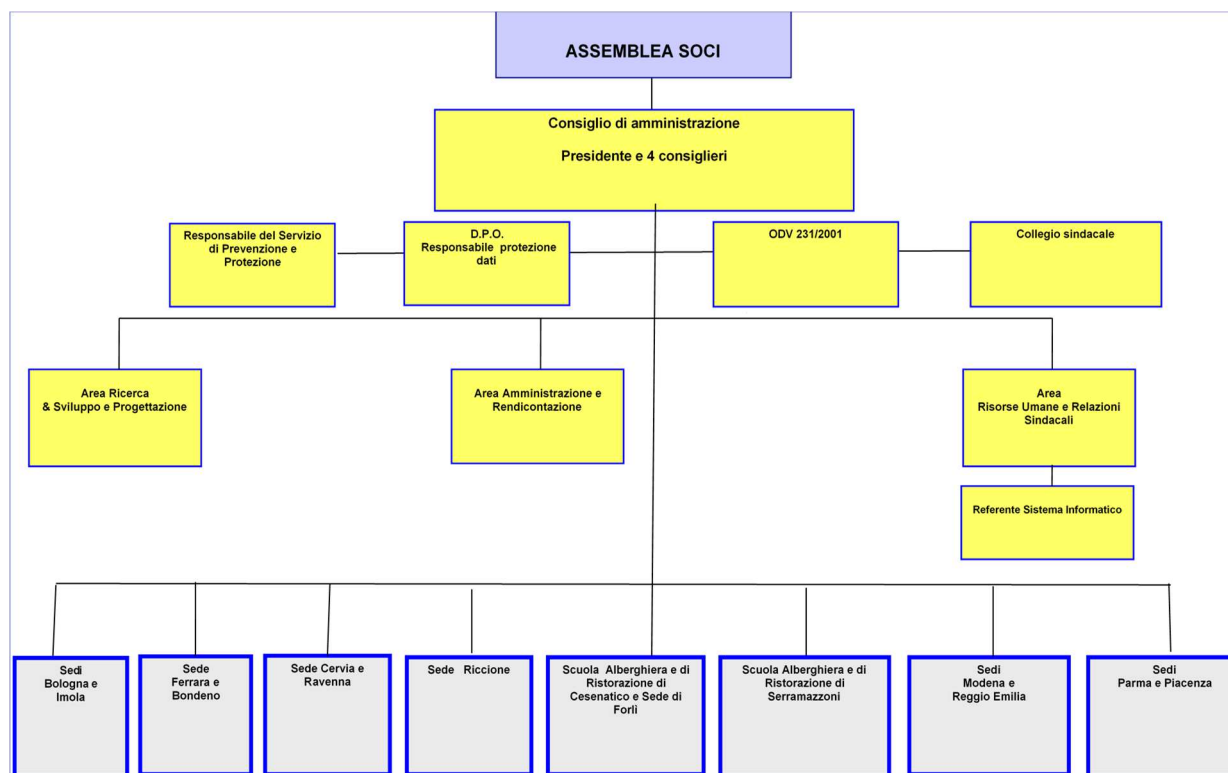 ASSEMBLEA SOCI
Consiglio di amministrazione
Presidente e 4 consiglieri
Responsabile del Servizio
di Prevenzione e
Protezione
D.P.O.
Responsabile protezione
dati
ODV 231/2001
Collegio sindacale
Area Ricerca
& Sviluppo e Progettazione
Area Amministrazione e
Rendicontazione
Area
Risorse Umane e Relazioni
Sindacali
Referente Sistema Informatico
Sedi
Bologna e
Imola
Sede
Ferrara e
Bondeno
Sede Cervia e
Ravenna
Sede Riccione
Scuola Alberghiera e di
Ristorazione di
Cesenatico e Sede di
Forlì
Scuola Alberghiera e di
Ristorazione di
Serramazzoni
Sedi
Modena e
Reggio Emilia
Sedi
Parma e Piacenza